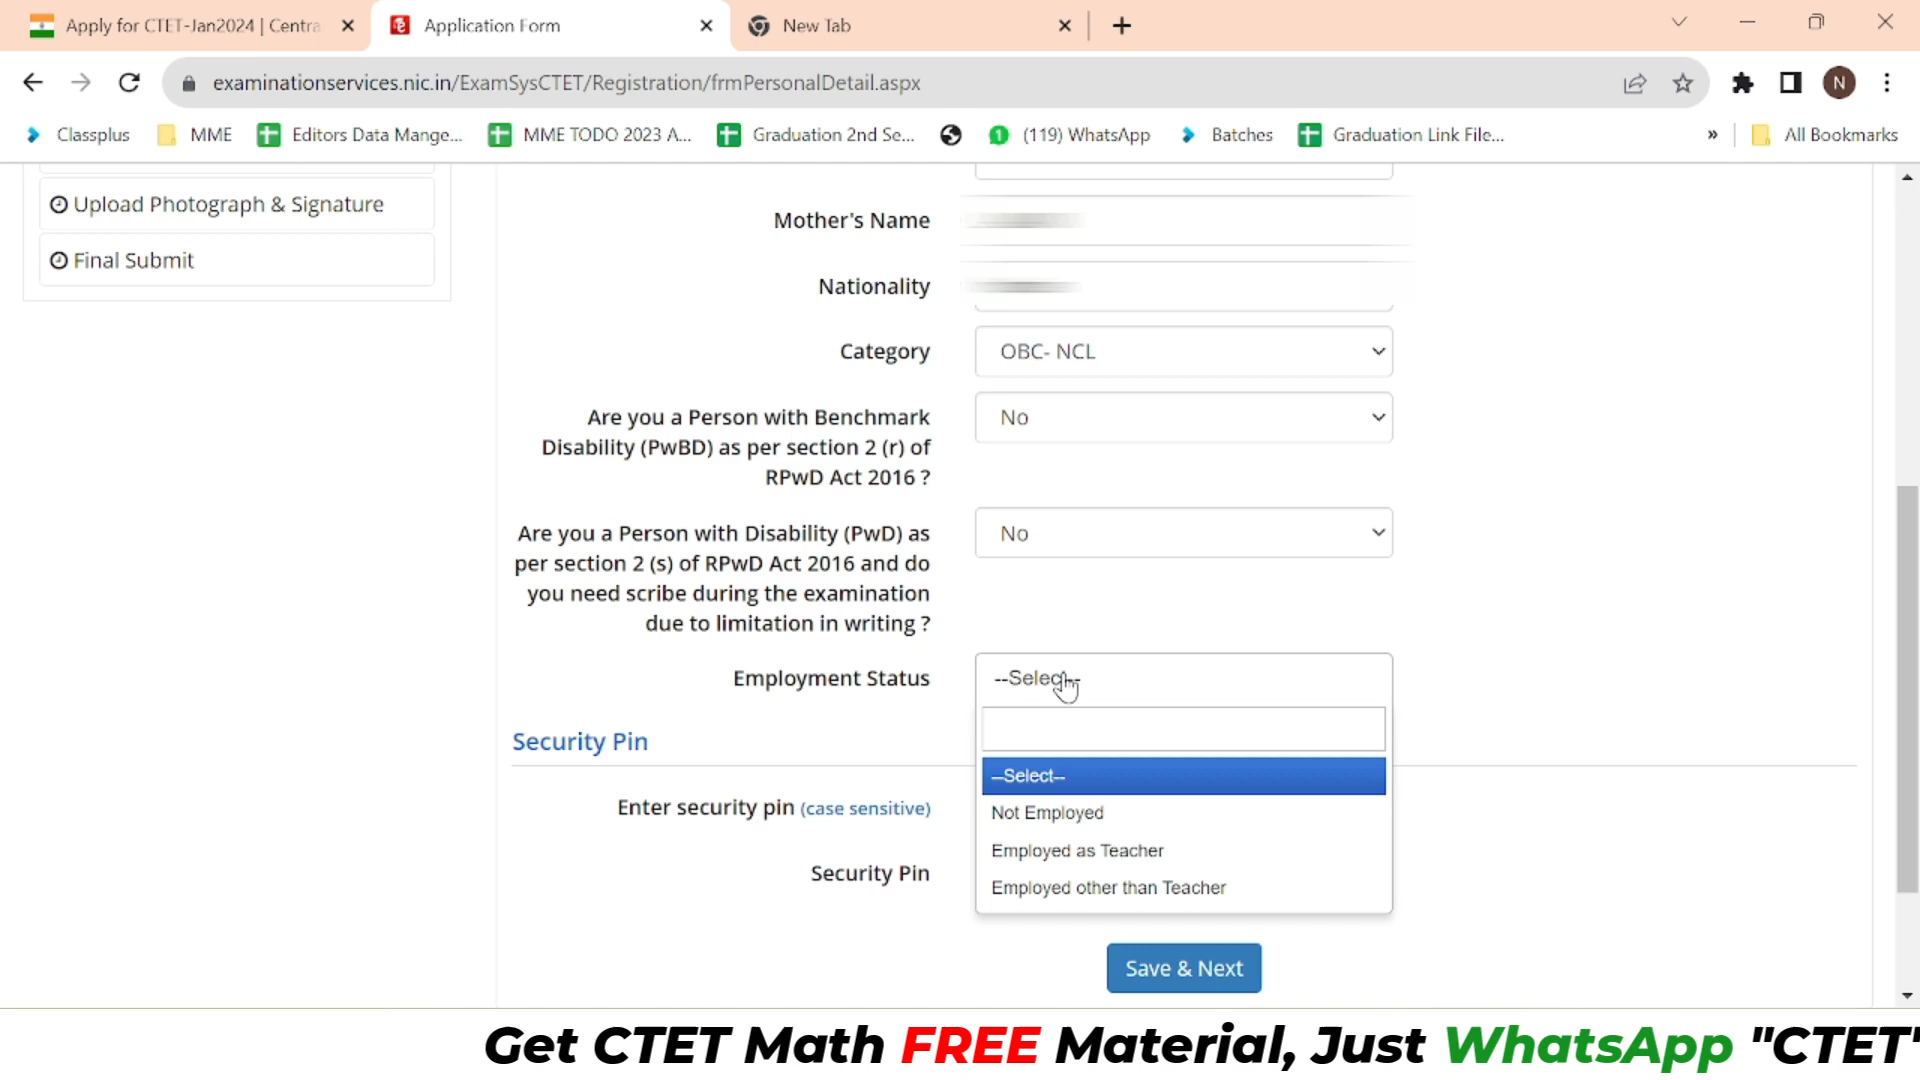 Apply for CTET-Jan2024 | Centra
Application Form
New Tab
examinationservices.nic.in/ExamSysCTET/Registration/frmPersonalDetail.aspx
N
Classplus
MME
Editors Data Mange...
MME TODO 2023 A...
Graduation 2nd Se...
1
(119) WhatsApp
Batches
Graduation Link File...
»
All Bookmarks
Upload Photograph & Signature
Final Submit
Mother's Name
Nationality
Category
OBC- NCL
Are you a Person with Benchmark
Disability (PwBD) as per section 2 (r) of
RPwD Act 2016 ?
No
Are you a Person with Disability (PwD) as
per section 2 (s) of RPwD Act 2016 and do
you need scribe during the examination
due to limitation in writing ?
No
Employment Status
--Select--
--Select--
Not Employed
Employed as Teacher
Employed other than Teacher
Security Pin
Enter security pin (case sensitive)
Security Pin
Save & Next
Get CTET Math FREE Material, Just WhatsApp "CTET"